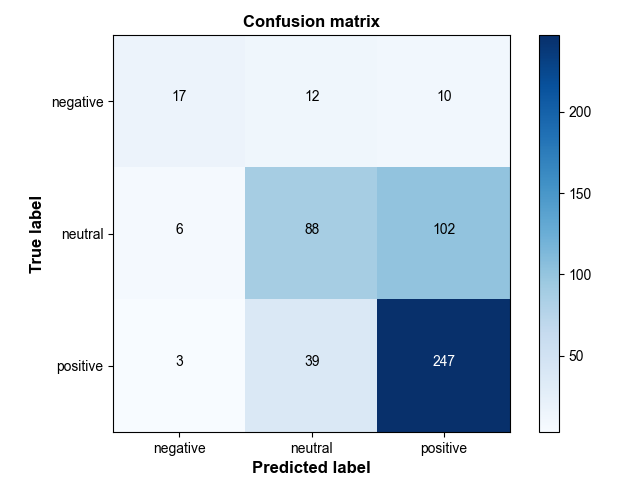 Confusion matrix
negative 17 12 10
neutral 6 88 102
positive 3 39 247
negative neutral positive
Predicted label
True label
200
150
100
50